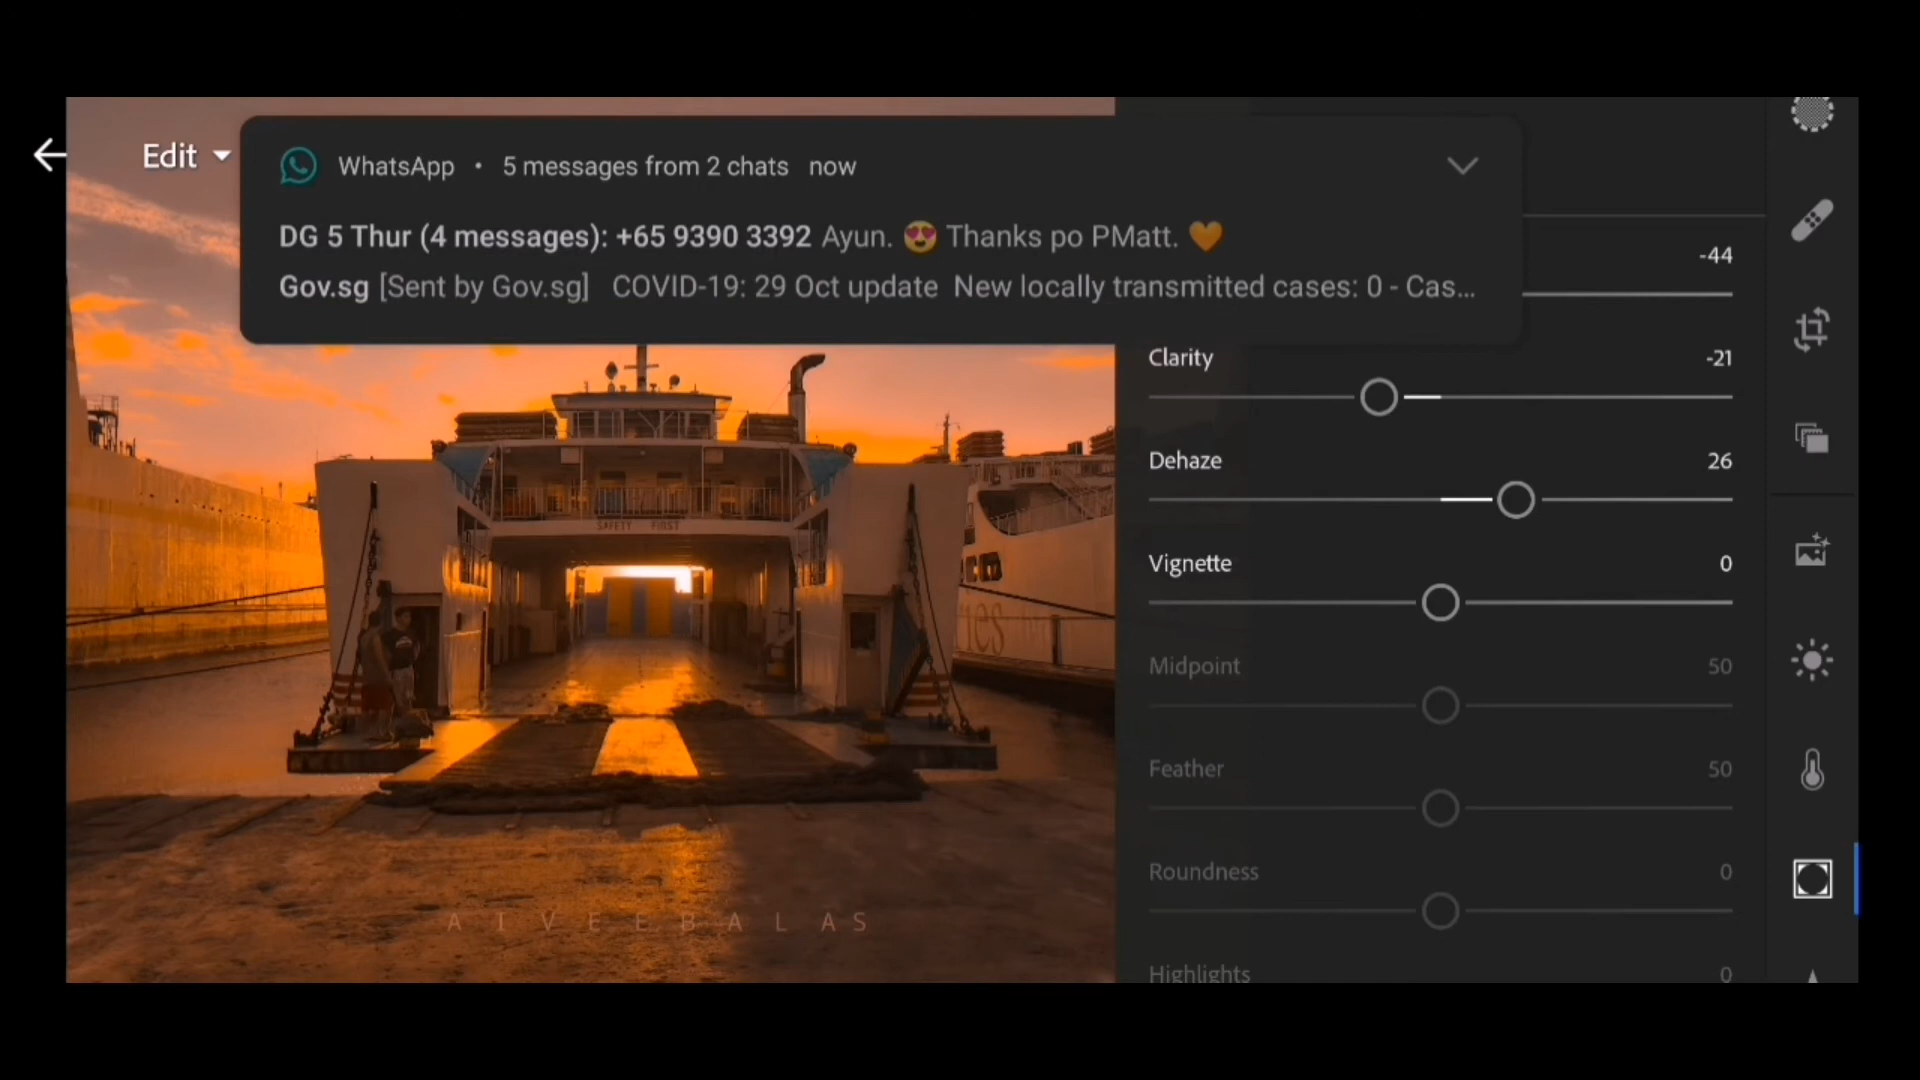 Edit
WhatsApp • 5 messages from 2 chats now
DG 5 Thur (4 messages): +65 9390 3392 Ayun. 😍 Thanks po PMatt. 🧡
Gov.sg [Sent by Gov.sg] COVID-19: 29 Oct update New locally transmitted cases: 0 - Cas...
-44
Clarity -21
Dehaze 26
Vignette 0
Midpoint 50
Feather 50
Roundness 0
Highlights 0
SAFETY FIRST
AIVEEBALAS